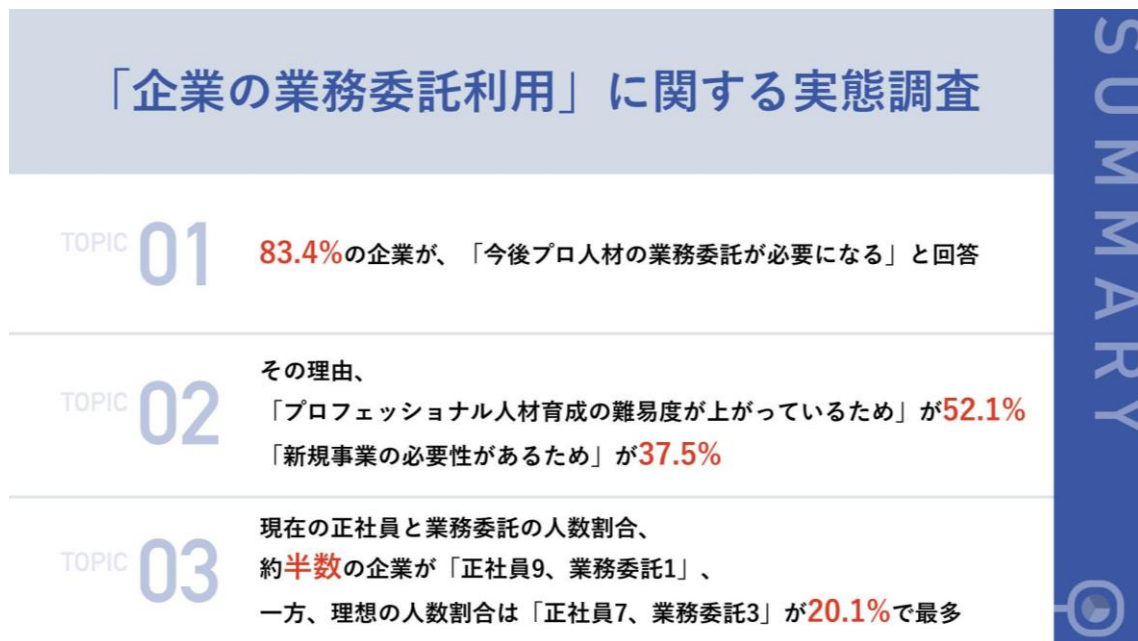 「企業の業務委託利用」に関する実態調査
SUMMARY
TOPIC 01
83.4%の企業が、「今後プロ人材の業務委託が必要になる」と回答
TOPIC 02
その理由、
「プロフェッショナル人材育成の難易度が上がっているため」が52.1%
「新規事業の必要性があるため」が37.5%
TOPIC 03
現在の正社員と業務委託の人数割合、
約半数の企業が「正社員9、業務委託1」、
一方、理想の人数割合は「正社員7、業務委託3」が20.1%で最多